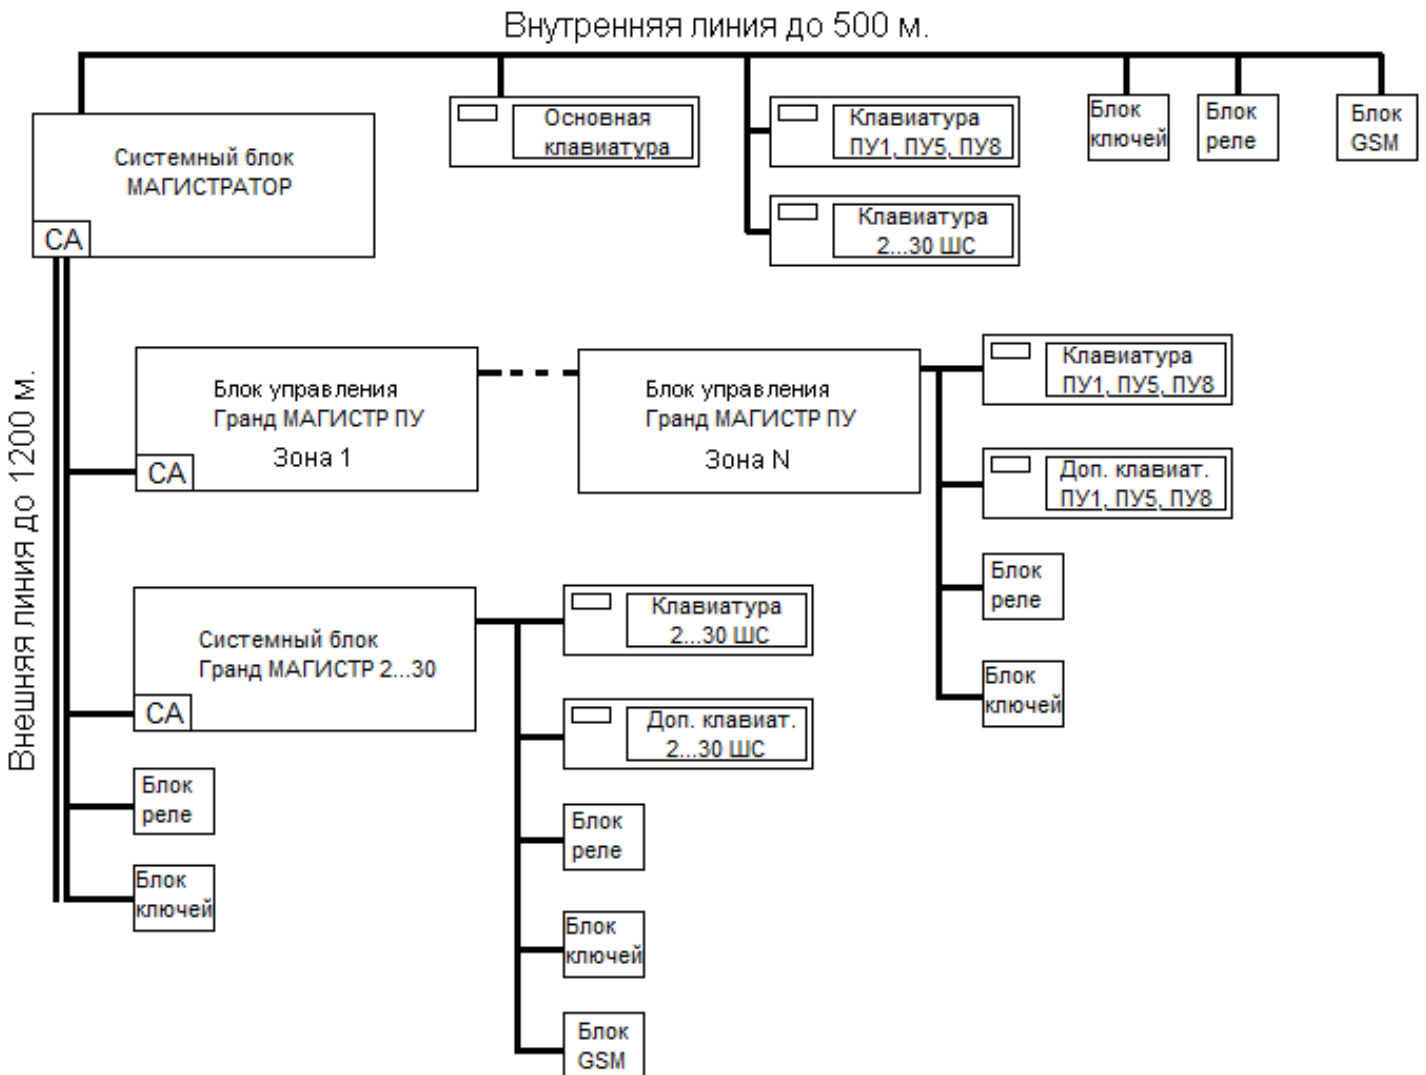 Внутренняя линия до 500 м.
Системный блок
МАГИСТРАТОР
СА
Основная
клавиатура
Клавиатура
ПУ1, ПУ5, ПУ8
Клавиатура
2...30 ШС
Блок
ключей
Блок
реле
Блок
GSM
Внешняя линия до 1200 м.
Блок управления
Гранд МАГИСТР ПУ
Зона 1
СА
Блок управления
Гранд МАГИСТР ПУ
Зона N
Клавиатура
ПУ1, ПУ5, ПУ8
Доп. клавиат.
ПУ1, ПУ5, ПУ8
Блок
реле
Блок
ключей
Системный блок
Гранд МАГИСТР 2...30
СА
Клавиатура
2...30 ШС
Доп. клавиат.
2...30 ШС
Блок
реле
Блок
ключей
Блок
GSM
Блок
реле
Блок
ключей